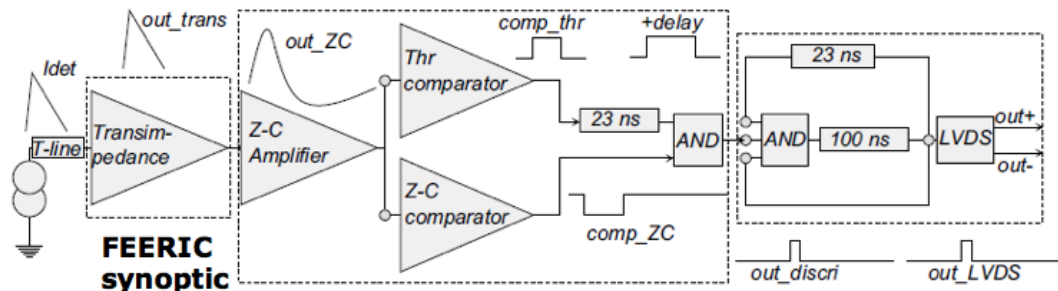 out_trans
Idet
T-line
Transim-
pedance
FEERIC
synoptic
out_ZC
Z-C
Amplifier
Thr
comparator
Z-C
comparator
comp_thr
+delay
23 ns
AND
comp_ZC
23 ns
AND
100 ns
LVDS
out+
out-
out_discri
out_LVDS